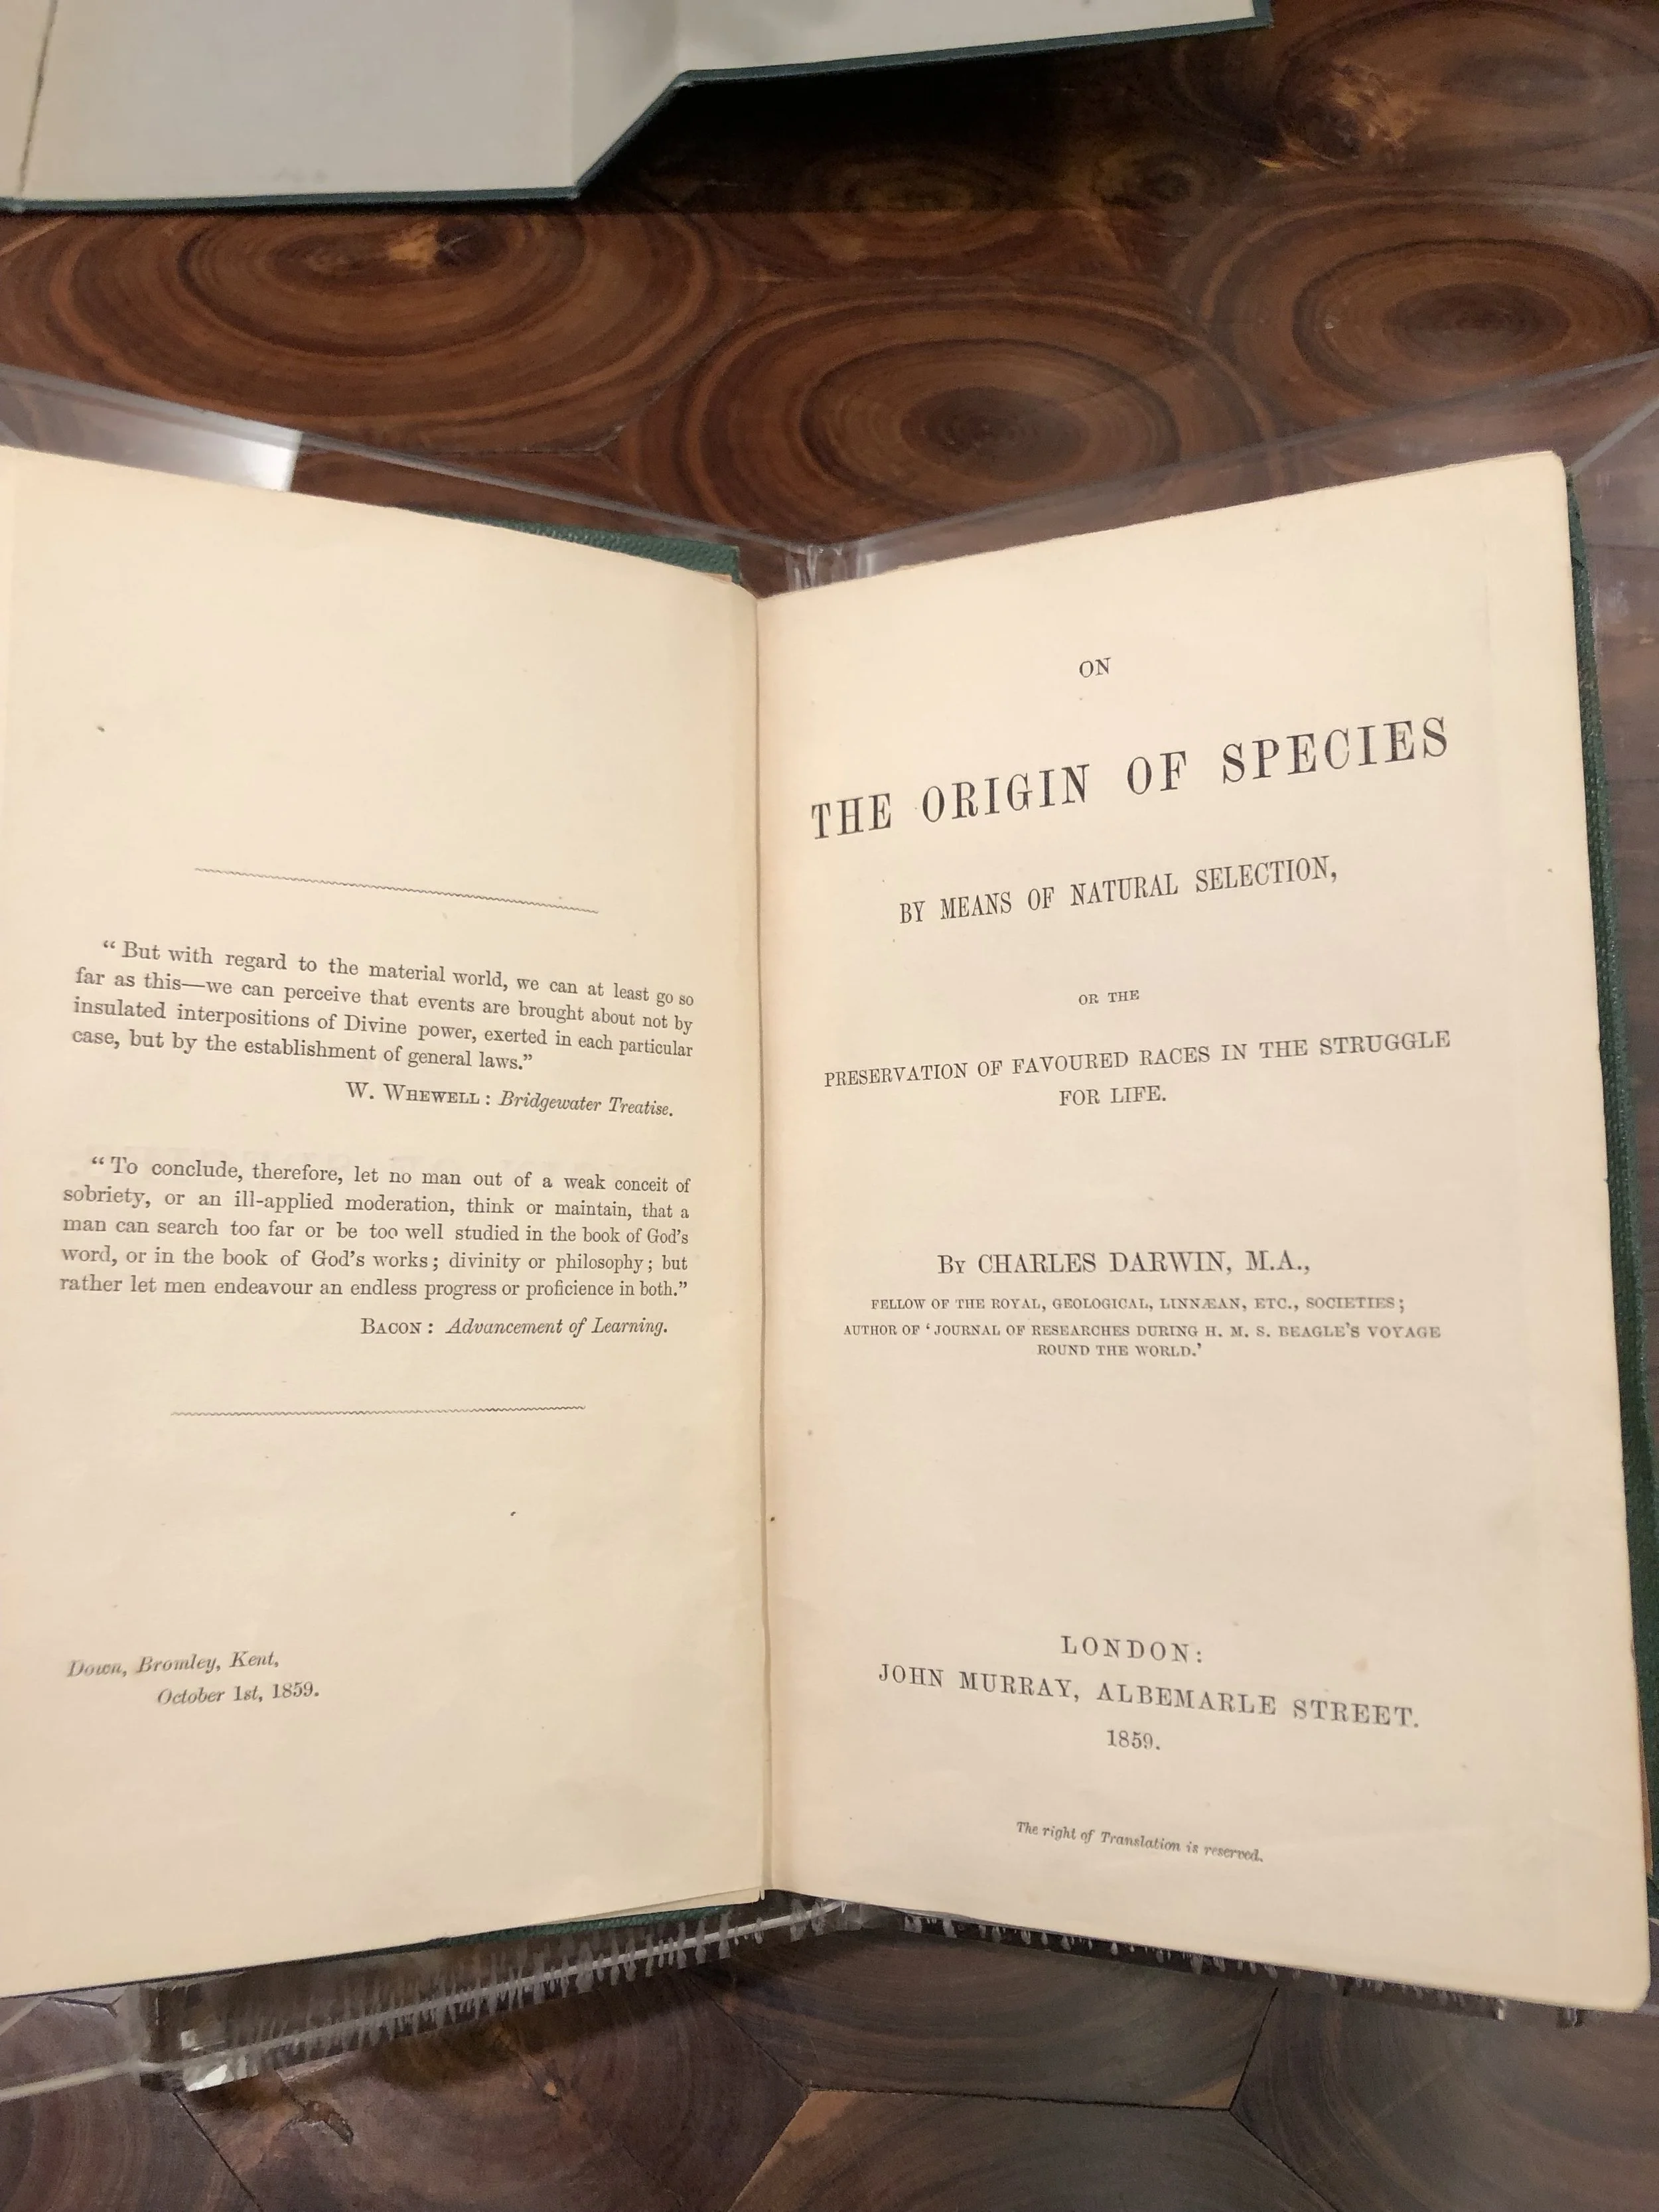 “But with regard to the material world, we can at least go so
far as this—we can perceive that events are brought about not by
insulated interpositions of Divine power, exerted in each particular
case, but by the establishment of general laws.”
W. WHEWELL: Bridgewater Treatise.
“To conclude, therefore, let no man out of a weak conceit of
sobriety, or an ill-applied moderation, think or maintain, that a
man can search too far or be too well studied in the book of God’s
word, or in the book of God’s works; divinity or philosophy; but
rather let men endeavour an endless progress or proficience in both.”
BACON: Advancement of Learning.
Down, Bromley, Kent,
October 1st, 1859.
ON
THE ORIGIN OF SPECIES
BY MEANS OF NATURAL SELECTION,
OR THE
PRESERVATION OF FAVOURED RACES IN THE STRUGGLE
FOR LIFE.
BY CHARLES DARWIN, M.A.,
FELLOW OF THE ROYAL, GEOLOGICAL, LINNÆAN, ETC., SOCIETIES;
AUTHOR OF ‘JOURNAL OF RESEARCHES DURING H. M. S. BEAGLE’S VOYAGE
ROUND THE WORLD.’
LONDON:
JOHN MURRAY, ALBEMARLE STREET.
1859.
The right of Translation is reserved.